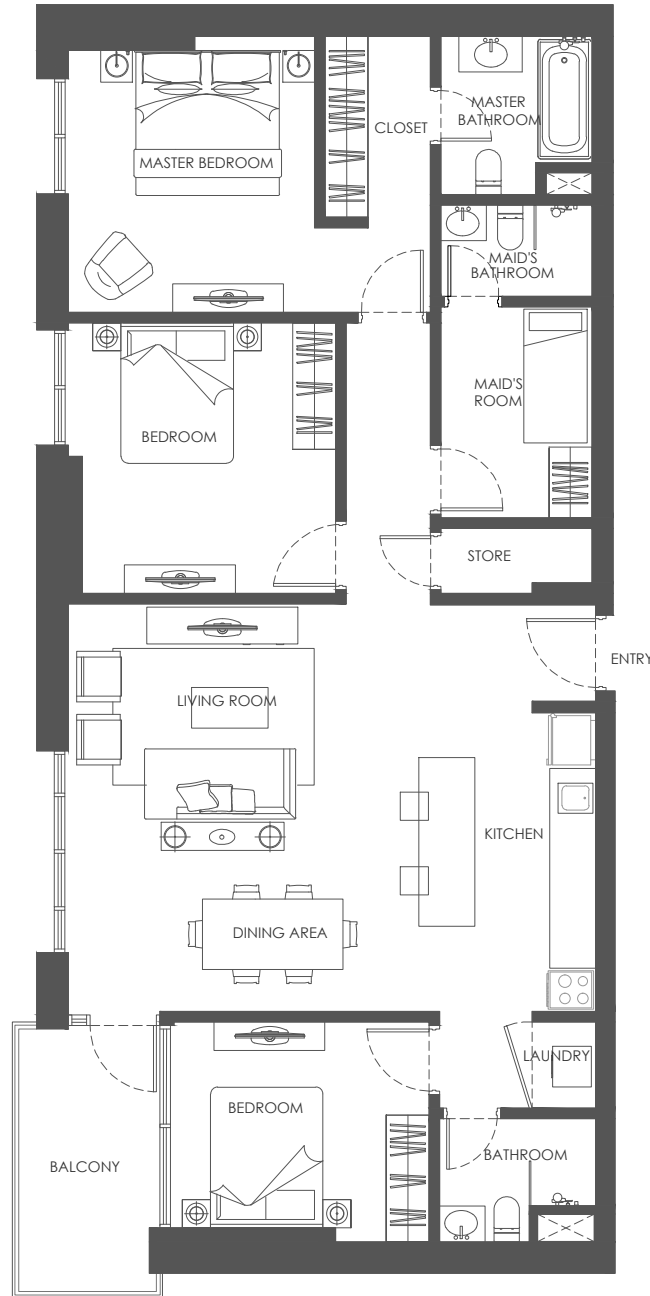 MASTER
BATHROOM
CLOSET
MASTER BEDROOM
MAID'S
BATHROOM
MAID'S
ROOM
BEDROOM
STORE
ENTRY
LIVING ROOM
KITCHEN
DINING AREA
LAUNDRY
BEDROOM
BATHROOM
BALCONY